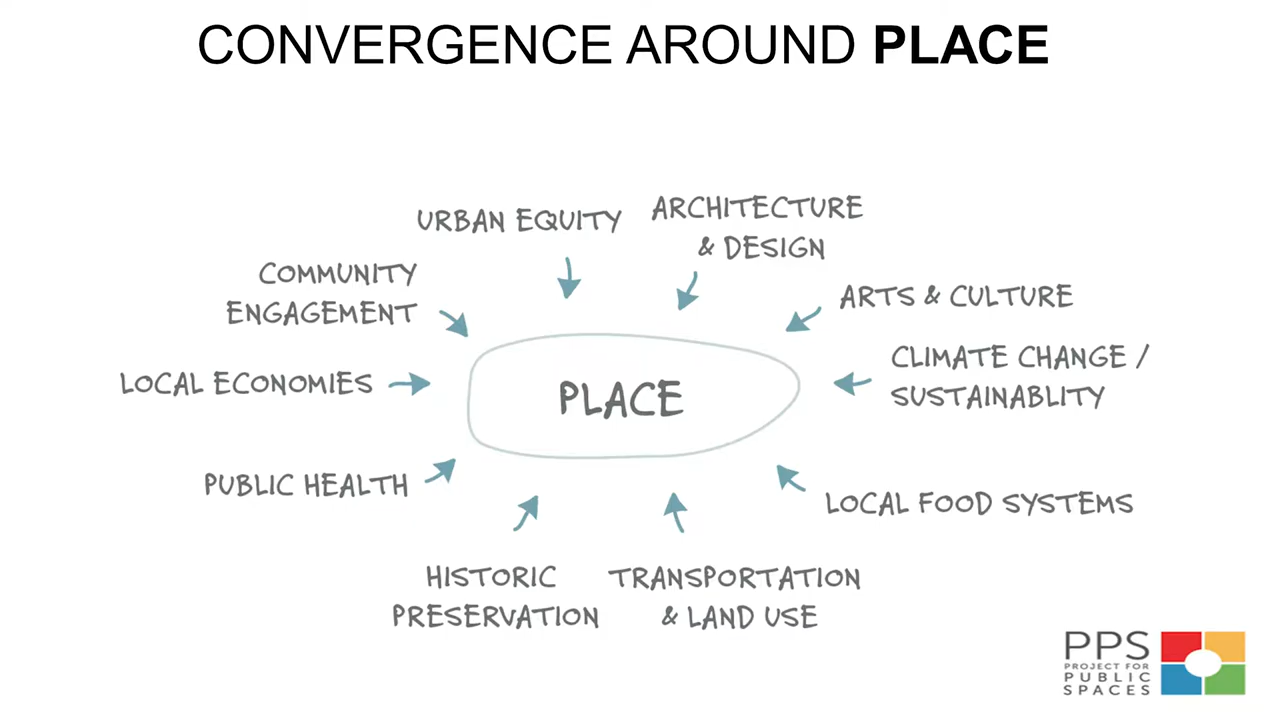 CONVERGENCE AROUND PLACE
URBAN EQUITY
ARCHITECTURE
& DESIGN
COMMUNITY
ENGAGEMENT
ARTS & CULTURE
LOCAL ECONOMIES
CLIMATE CHANGE /
SUSTAINABLITY
PLACE
PUBLIC HEALTH
LOCAL FOOD SYSTEMS
HISTORIC
PRESERVATION
TRANSPORTATION
& LAND USE
PPS
PROJECT FOR
PUBLIC
SPACES